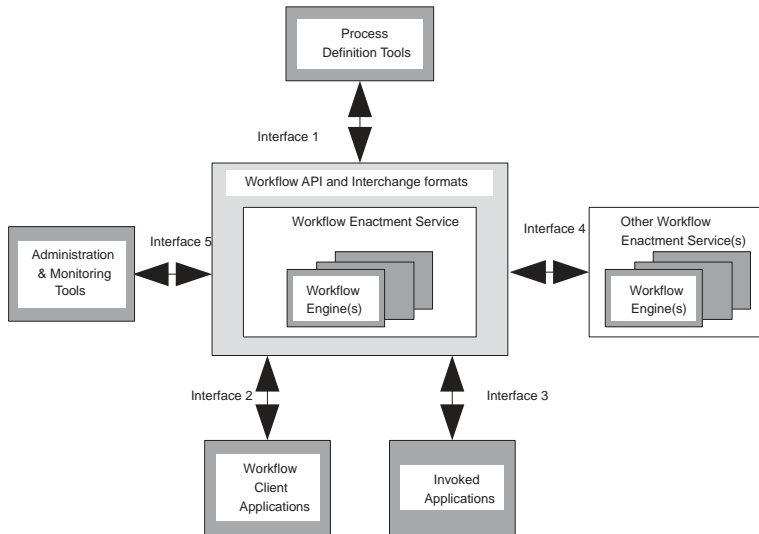 Process
Definition Tools
Interface 1
Workflow API and Interchange formats
Workflow Enactment Service
Workflow
Engine(s)
Interface 5
Administration
& Monitoring
Tools
Interface 4
Other Workflow
Enactment Service(s)
Workflow
Engine(s)
Interface 2
Interface 3
Workflow
Client
Applications
Invoked
Applications